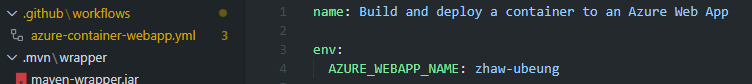 .github\workflows
azure-container-webapp.yml 3
.mvn\wrapper
maven-wrapper.jar
1 name: Build and deploy a container to an Azure Web App
2
3 env:
4 AZURE_WEBAPP_NAME: zhaw-ubeung